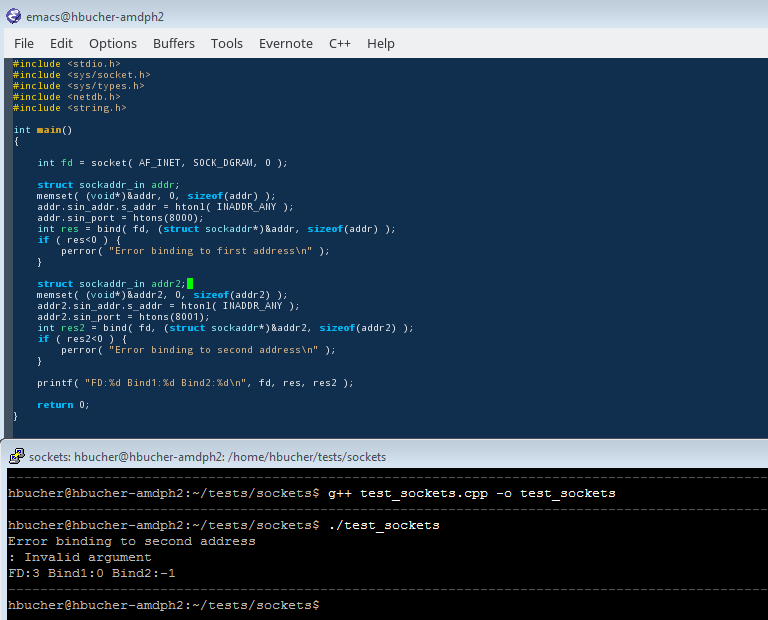 emacs@hbucher-amdph2
File Edit Options Buffers Tools Evernote C++ Help
#include <stdio.h>
#include <sys/socket.h>
#include <sys/types.h>
#include <netdb.h>
#include <string.h>
int main()
{
int fd = socket( AF_INET, SOCK_DGRAM, 0 );
struct sockaddr_in addr;
memset( (void*)&addr, 0, sizeof(addr) );
addr.sin_addr.s_addr = htonl( INADDR_ANY );
addr.sin_port = htons(8000);
int res = bind( fd, (struct sockaddr*)&addr, sizeof(addr) );
if ( res<0 ) {
perror( "Error binding to first address\n" );
}
struct sockaddr_in addr2;
memset( (void*)&addr2, 0, sizeof(addr2) );
addr2.sin_addr.s_addr = htonl( INADDR_ANY );
addr2.sin_port = htons(8001);
int res2 = bind( fd, (struct sockaddr*)&addr2, sizeof(addr2) );
if ( res2<0 ) {
perror( "Error binding to second address\n" );
}
printf( "FD:%d Bind1:%d Bind2:%d\n", fd, res, res2 );
return 0;
}
sockets: hbucher@hbucher-amdph2: /home/hbucher/tests/sockets
hbucher@hbucher-amdph2:~/tests/sockets$ g++ test_sockets.cpp -o test_sockets
hbucher@hbucher-amdph2:~/tests/sockets$ ./test_sockets
Error binding to second address
: Invalid argument
FD:3 Bind1:0 Bind2:-1
hbucher@hbucher-amdph2:~/tests/sockets$